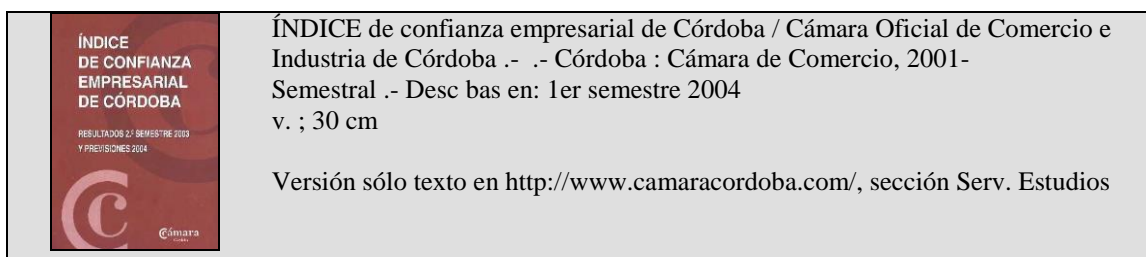 ÍNDICE
DE CONFIANZA
EMPRESARIAL
DE CÓRDOBA
RESULTADOS 2.º SEMESTRE 2003
Y PREVISIONES 2004
Cámara
ÍNDICE de confianza empresarial de Córdoba / Cámara Oficial de Comercio e
Industria de Córdoba .- .- Córdoba : Cámara de Comercio, 2001-
Semestral .- Desc bas en: 1er semestre 2004
v. ; 30 cm
Versión sólo texto en http://www.camaracordoba.com/, sección Serv. Estudios